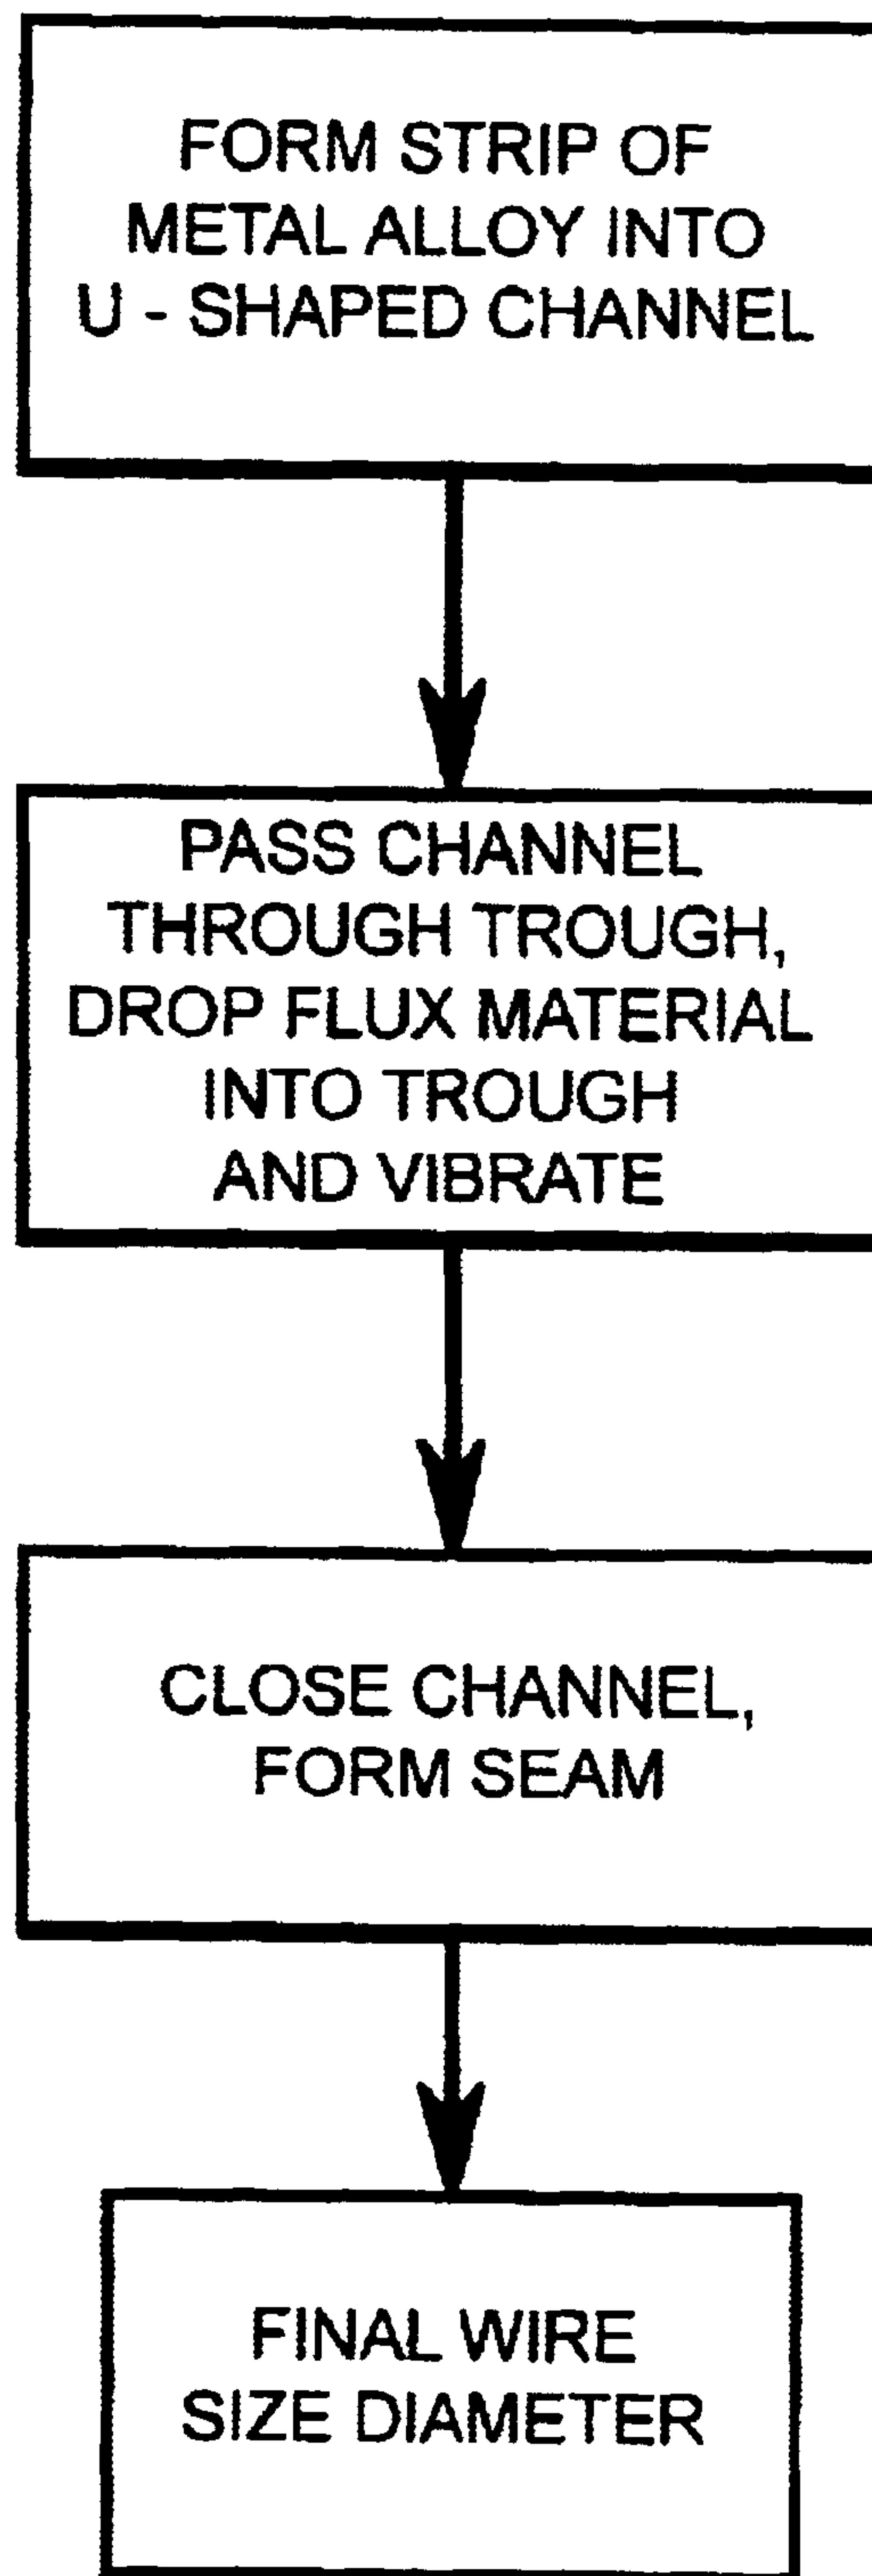 FORM STRIP OF
METAL ALLOY INTO
U - SHAPED CHANNEL
PASS CHANNEL
THROUGH TROUGH,
DROP FLUX MATERIAL
INTO TROUGH
AND VIBRATE
CLOSE CHANNEL,
FORM SEAM
FINAL WIRE
SIZE DIAMETER